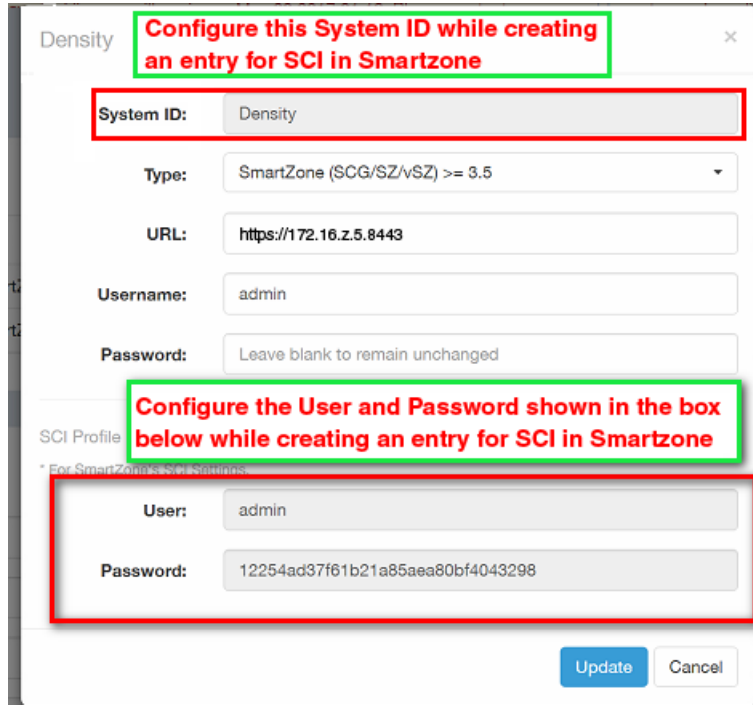 Density
Configure this System ID while creating
an entry for SCI in Smartzone
×
System ID:
Density
Type:
SmartZone (SCG/SZ/vSZ) >= 3.5
URL:
https://172.16.z.5.8443
Username:
admin
Password:
Leave blank to remain unchanged
Configure the User and Password shown in the box
below while creating an entry for SCI in Smartzone
SCI Profile
* For SmartZone's SCI Settings.
User:
admin
Password:
12254ad37f61b21a85aea80bf4043298
Update
Cancel